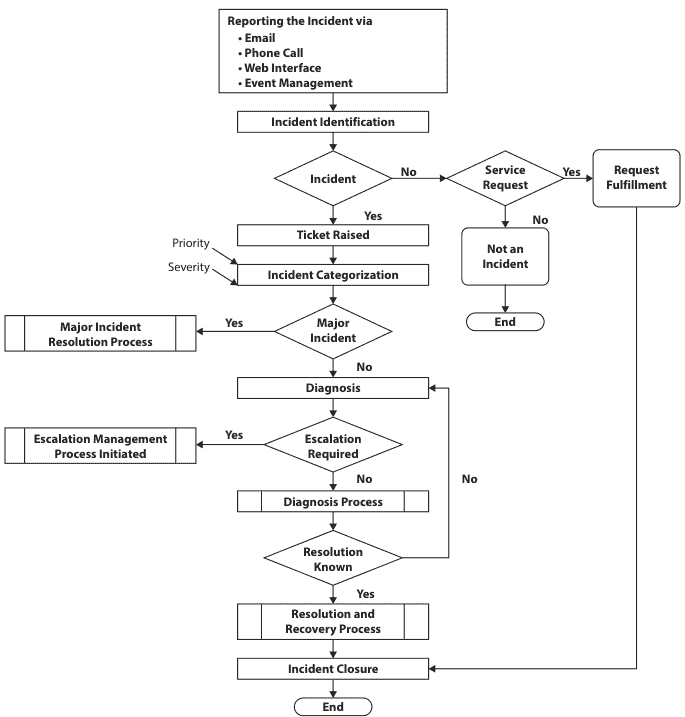 Reporting the Incident via
• Email
• Phone Call
• Web Interface
• Event Management
Incident Identification
Incident
No
Service
Request
Yes
Request
Fulfillment
Yes
No
Ticket Raised
Not an
Incident
Priority
Severity
Incident Categorization
End
Major
Incident
Yes
Major Incident
Resolution Process
No
Diagnosis
Escalation
Required
Yes
Escalation Management
Process Initiated
No
No
Diagnosis Process
Resolution
Known
Yes
Resolution and
Recovery Process
Incident Closure
End